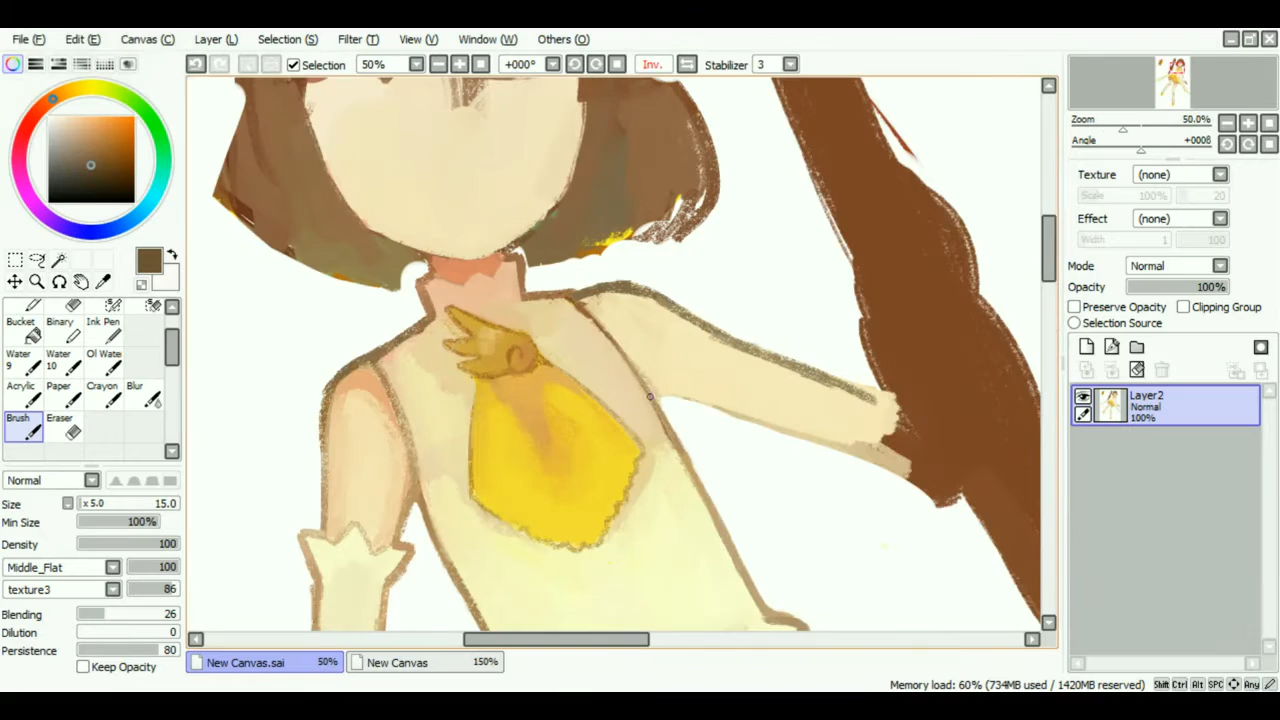 File (F) Edit (E) Canvas (C) Layer (L) Selection (S) Filter (T) View (V) Window (W) Others (O)
Selection 50% +000° Inv. Stabilizer 3
Zoom 50.0%
Angle +000θ
Texture (none)
Scale 100% 20
Effect (none)
Width 1 100
Mode Normal
Opacity 100%
Preserve Opacity Clipping Group
Selection Source
Layer2
Normal
100%
Bucket Binary Ink Pen
Water 9 Water 10 Ol Water
Acrylic Paper Crayon Blur
Brush Eraser
Normal
Size x 5.0 15.0
Min Size 100%
Density 100
Middle_Flat 100
texture3 86
Blending 26
Dilution 0
Persistence 80
Keep Opacity
New Canvas.sai 50% New Canvas 150%
Memory load: 60% (734MB used / 1420MB reserved) Shift Ctrl Alt SPC Any